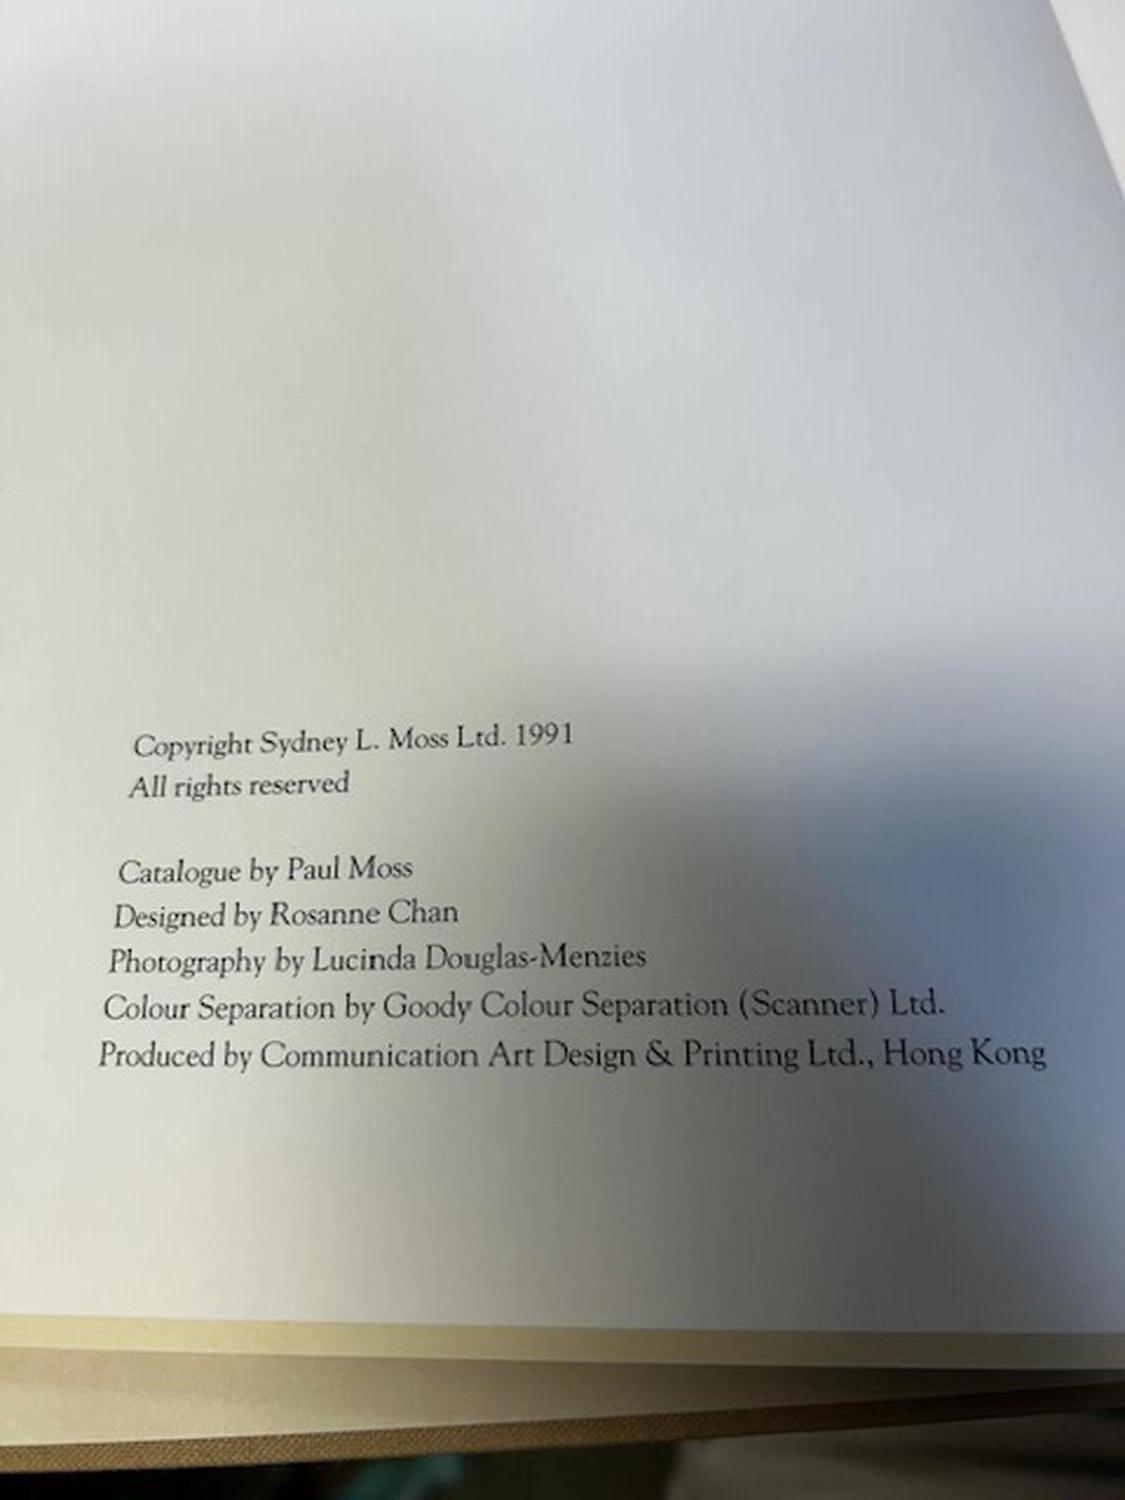 Copyright Sydney L. Moss Ltd. 1991
All rights reserved
Catalogue by Paul Moss
Designed by Rosanne Chan
Photography by Lucinda Douglas-Menzies
Colour Separation by Goody Colour Separation (Scanner) Ltd.
Produced by Communication Art Design & Printing Ltd., Hong Kong